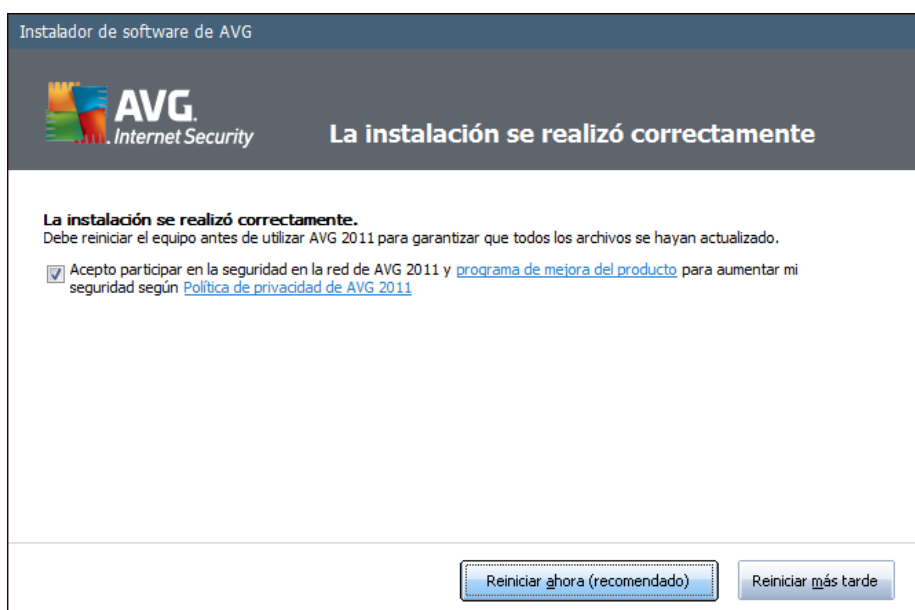 Instalador de software de AVG
AVG.
Internet Security
La instalación se realizó correctamente
La instalación se realizó correctamente.
Debe reiniciar el equipo antes de utilizar AVG 2011 para garantizar que todos los archivos se hayan actualizado.
Acepto participar en la seguridad en la red de AVG 2011 y programa de mejora del producto para aumentar mi
seguridad según Política de privacidad de AVG 2011
Reiniciar ahora (recomendado)
Reiniciar más tarde